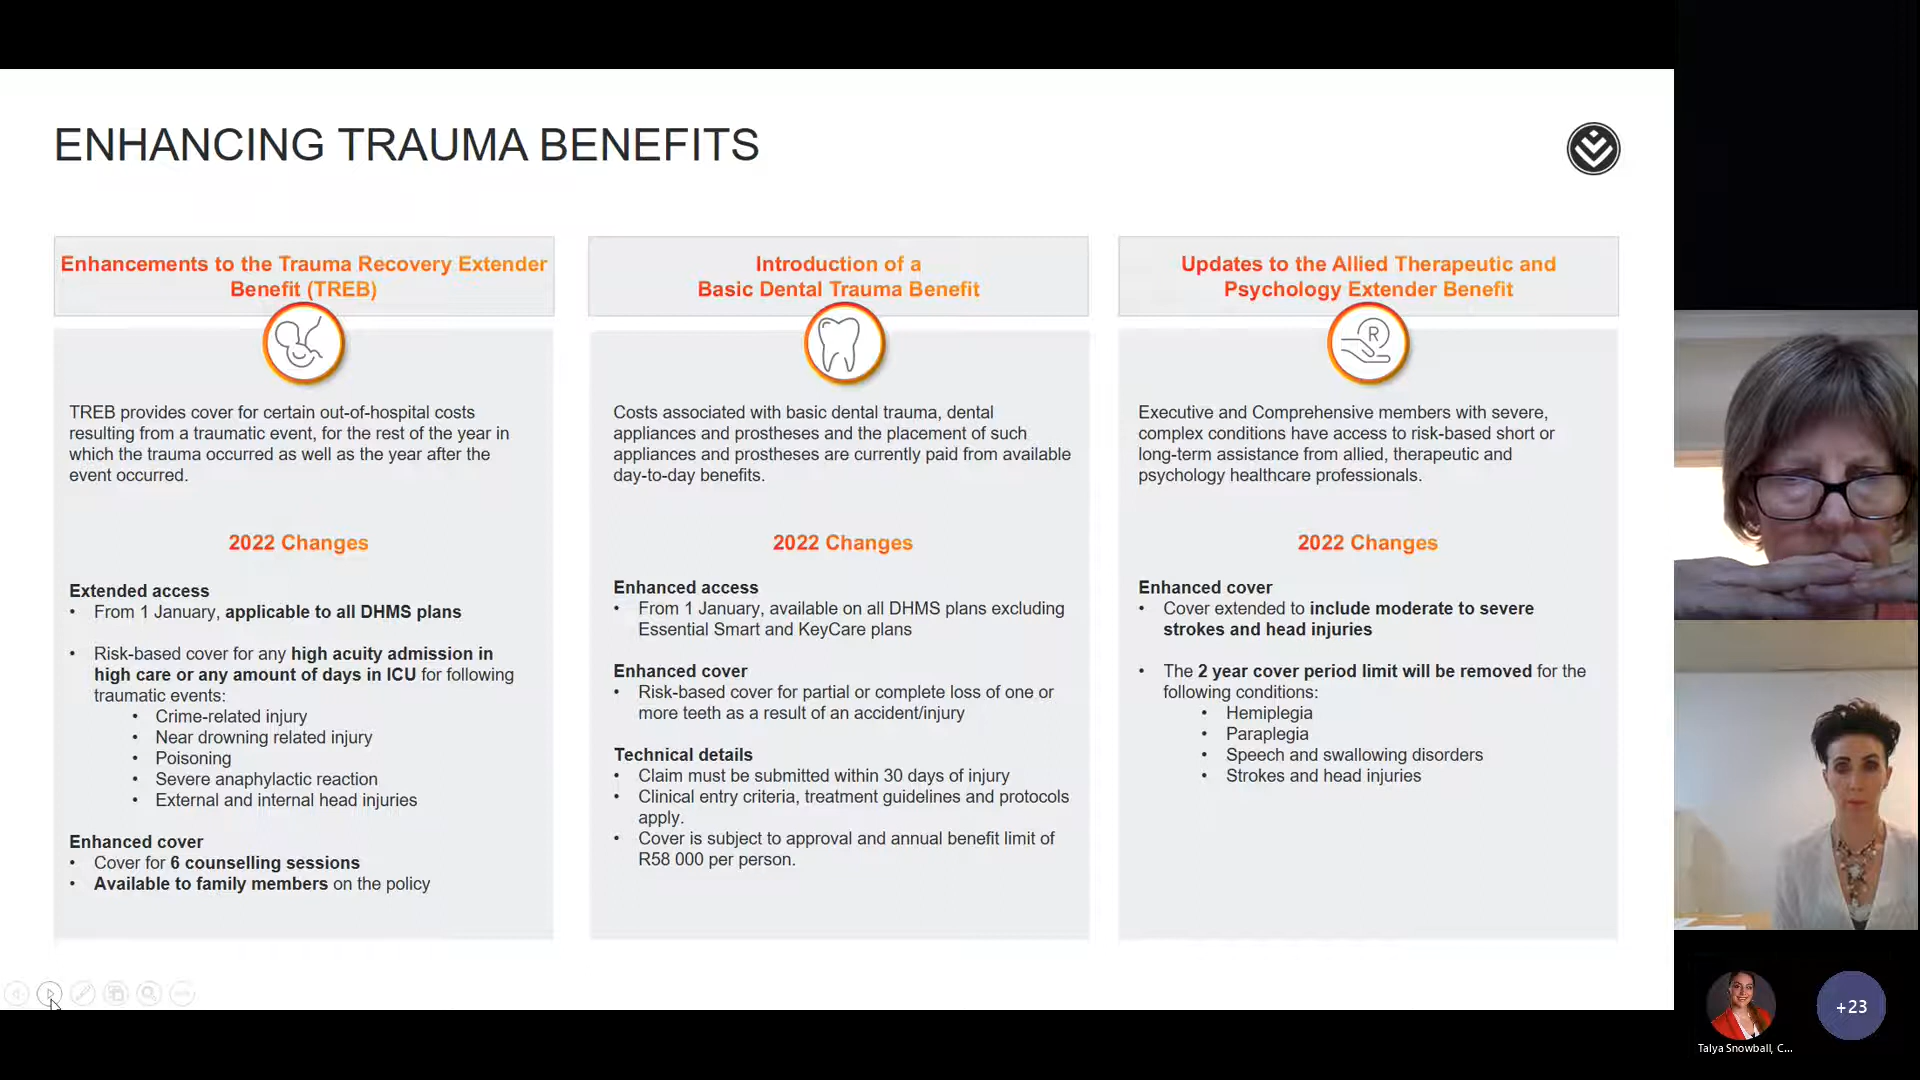 ENHANCING TRAUMA BENEFITS
Enhancements to the Trauma Recovery Extender
Benefit (TREB)
TREB provides cover for certain out-of-hospital costs
resulting from a traumatic event, for the rest of the year in
which the trauma occurred as well as the year after the
event occurred.
2022 Changes
Extended access
• From 1 January, applicable to all DHMS plans
• Risk-based cover for any high acuity admission in
high care or any amount of days in ICU for following
traumatic events:
• Crime-related injury
• Near drowning related injury
• Poisoning
• Severe anaphylactic reaction
• External and internal head injuries
Enhanced cover
• Cover for 6 counselling sessions
• Available to family members on the policy
Introduction of a
Basic Dental Trauma Benefit
Costs associated with basic dental trauma, dental
appliances and prostheses and the placement of such
appliances and prostheses are currently paid from available
day-to-day benefits.
2022 Changes
Enhanced access
• From 1 January, available on all DHMS plans excluding
Essential Smart and KeyCare plans
Enhanced cover
• Risk-based cover for partial or complete loss of one or
more teeth as a result of an accident/injury
Technical details
• Claim must be submitted within 30 days of injury
• Clinical entry criteria, treatment guidelines and protocols
apply.
• Cover is subject to approval and annual benefit limit of
R58 000 per person.
Updates to the Allied Therapeutic and
Psychology Extender Benefit
R
Executive and Comprehensive members with severe,
complex conditions have access to risk-based short or
long-term assistance from allied, therapeutic and
psychology healthcare professionals.
2022 Changes
Enhanced cover
• Cover extended to include moderate to severe
strokes and head injuries
• The 2 year cover period limit will be removed for the
following conditions:
• Hemiplegia
• Paraplegia
• Speech and swallowing disorders
• Strokes and head injuries
+23
Talya Snowball, C...